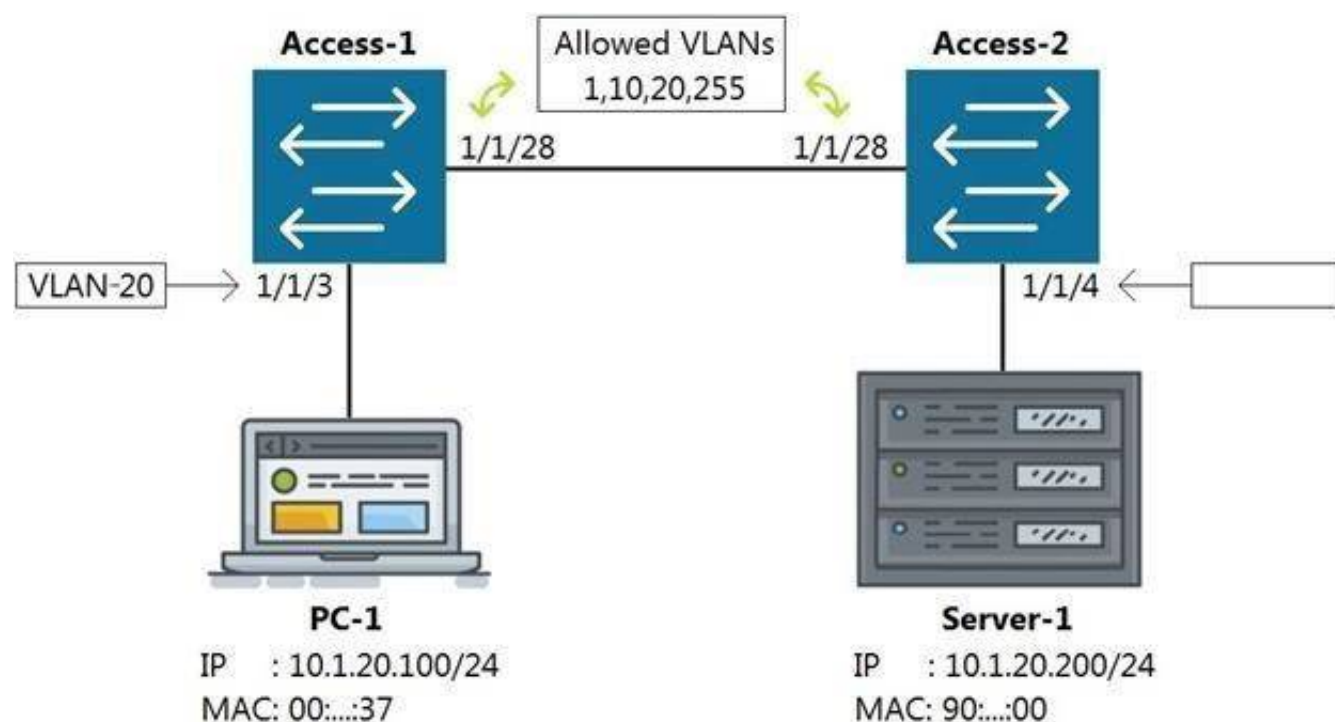 Access-1
Allowed VLANs
1,10,20,255
Access-2
1/1/28
1/1/28
VLAN-20
1/1/3
1/1/4
PC-1
IP : 10.1.20.100/24
MAC: 00:...:37
Server-1
IP : 10.1.20.200/24
MAC: 90:...:00